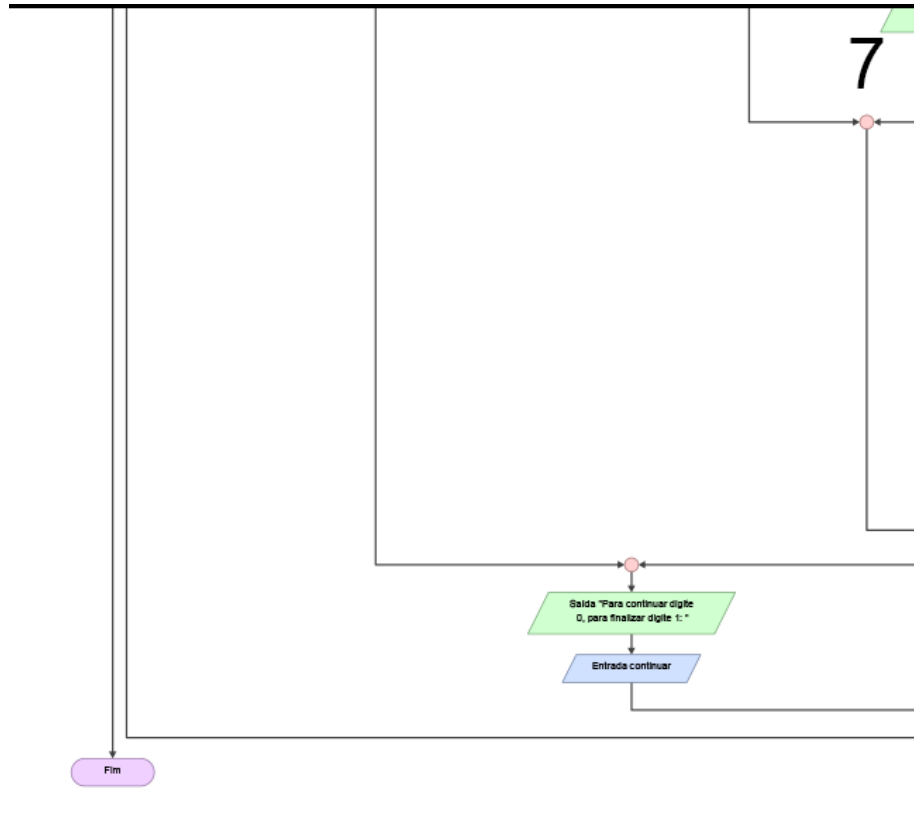 7
Saída "Para continuar digite
0, para finalizar digite 1: "
Entrada continuar
Fim